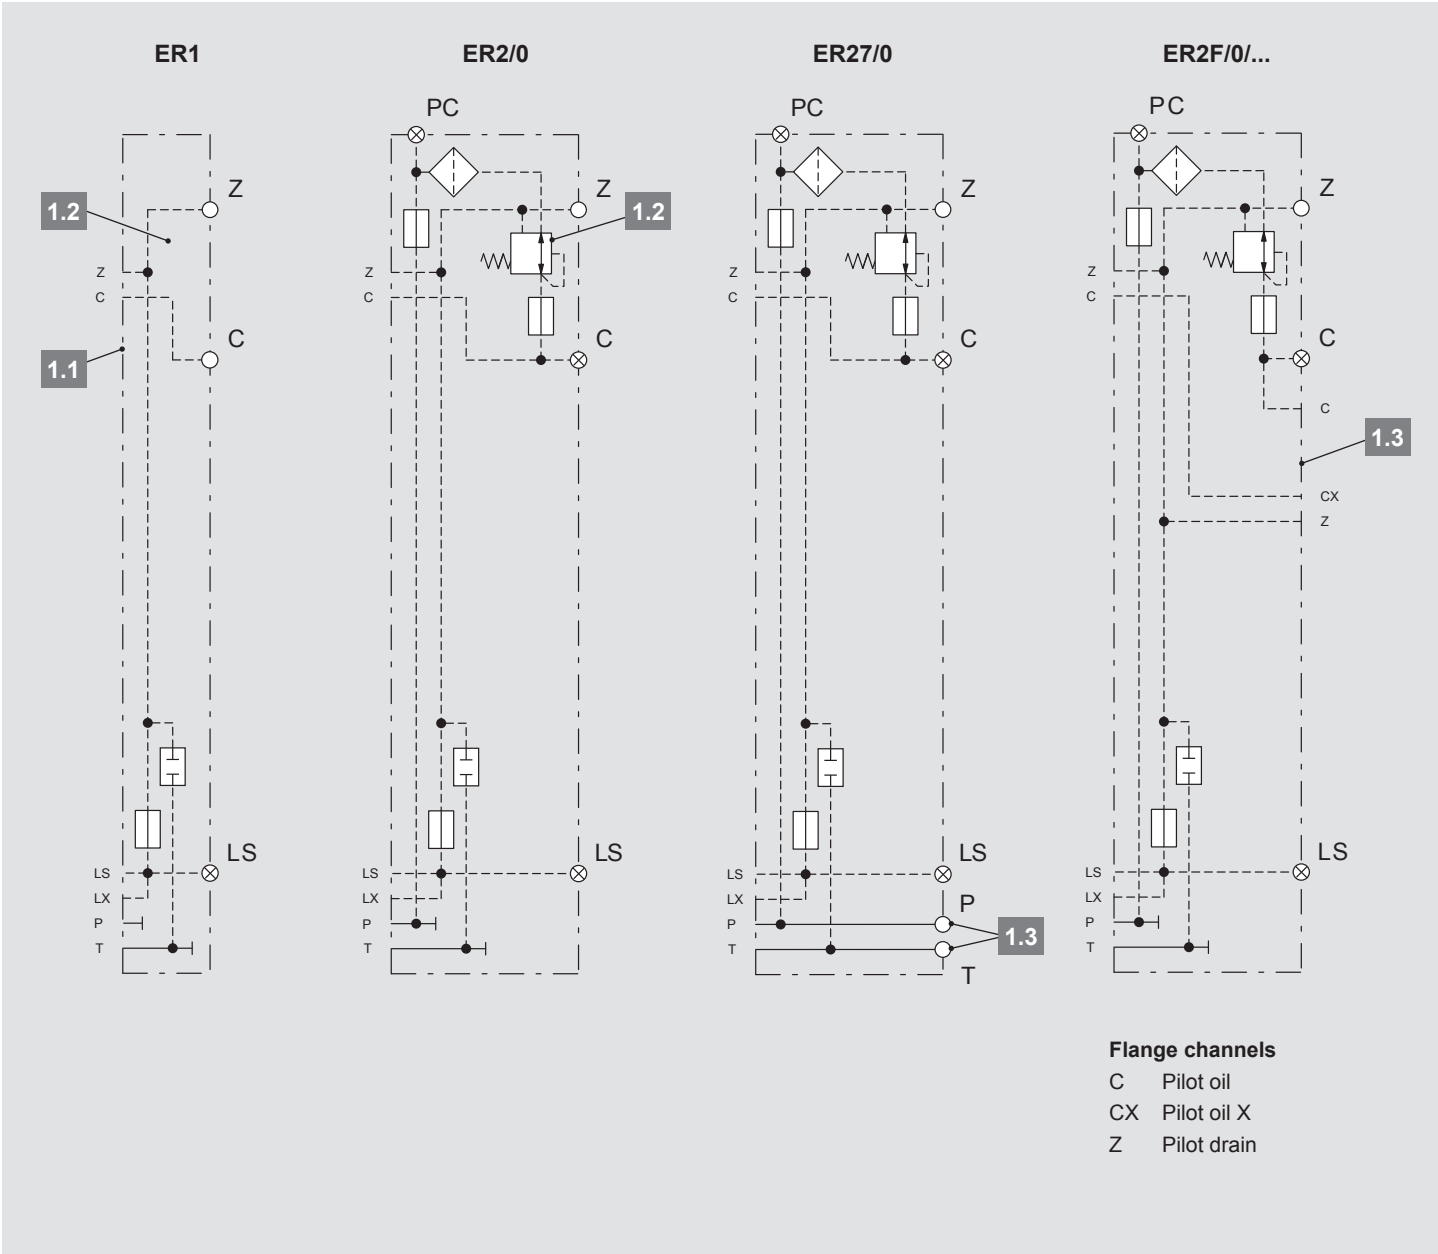 ER1
ER2/0
ER27/0
ER2F/0/...
PC
PC
PC
Z
Z
Z
Z
1.2
1.2
Z
Z
Z
Z
C
C
C
C
C
C
C
C
1.1
C
1.3
CX
Z
LS
LS
LS
LS
LS
LS
LS
LS
LX
LX
LX
LX
P
P
P
P
P
1.3
T
T
T
T
T
Flange channels
C Pilot oil
CX Pilot oil X
Z Pilot drain